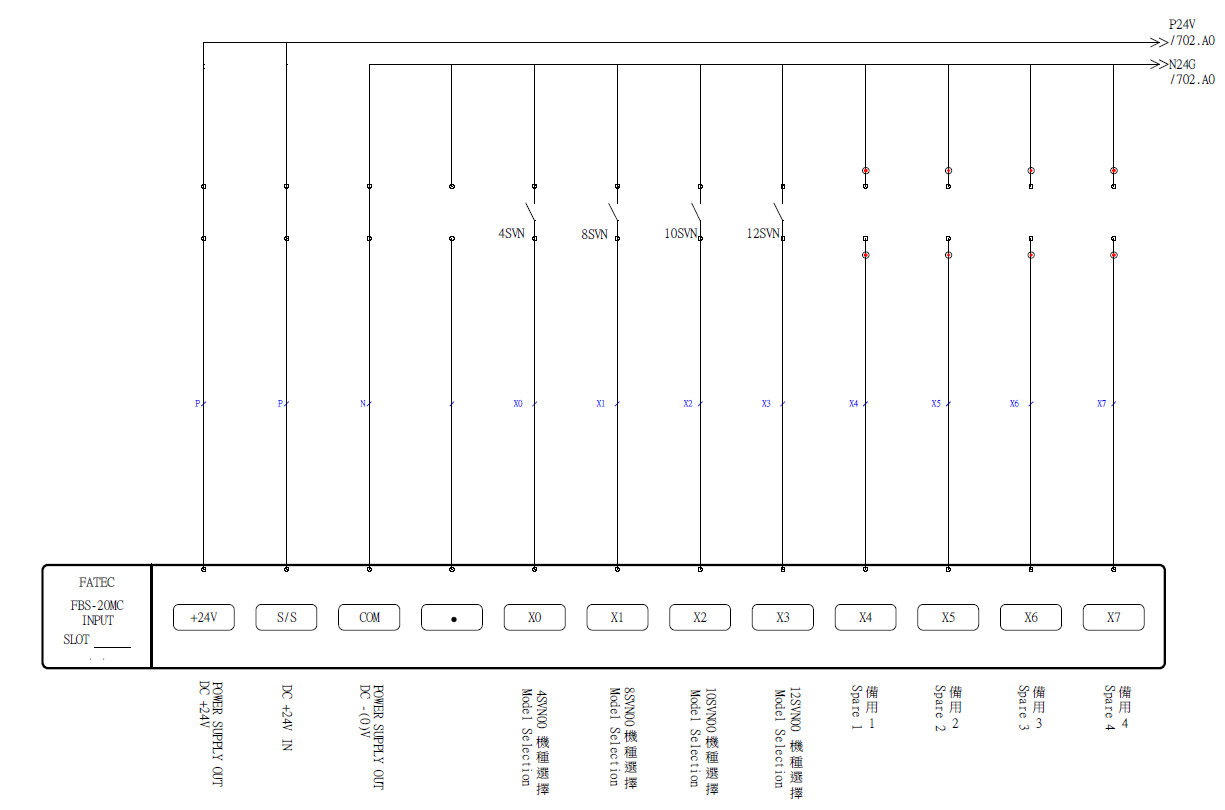 P24V
/702.A0
N24G
/702.A0
4SVN
8SVN
10SVN
12SVN
P
P
N
X0
X1
X2
X3
X4
X5
X6
X7
FATEC
FBS-20MC
INPUT
SLOT
+24V
S/S
COM
X0
X1
X2
X3
X4
X5
X6
X7
POWER SUPPLY OUT
DC +24V
DC +24V IN
POWER SUPPLY OUT
DC -(0)V
4SVN00 機種選擇
Model Selection
8SVN00 機種選擇
Model Selection
10SVN00 機種選擇
Model Selection
12SVN00 機種選擇
Model Selection
備用 1
Spare 1
備用 2
Spare 2
備用 3
Spare 3
備用 4
Spare 4